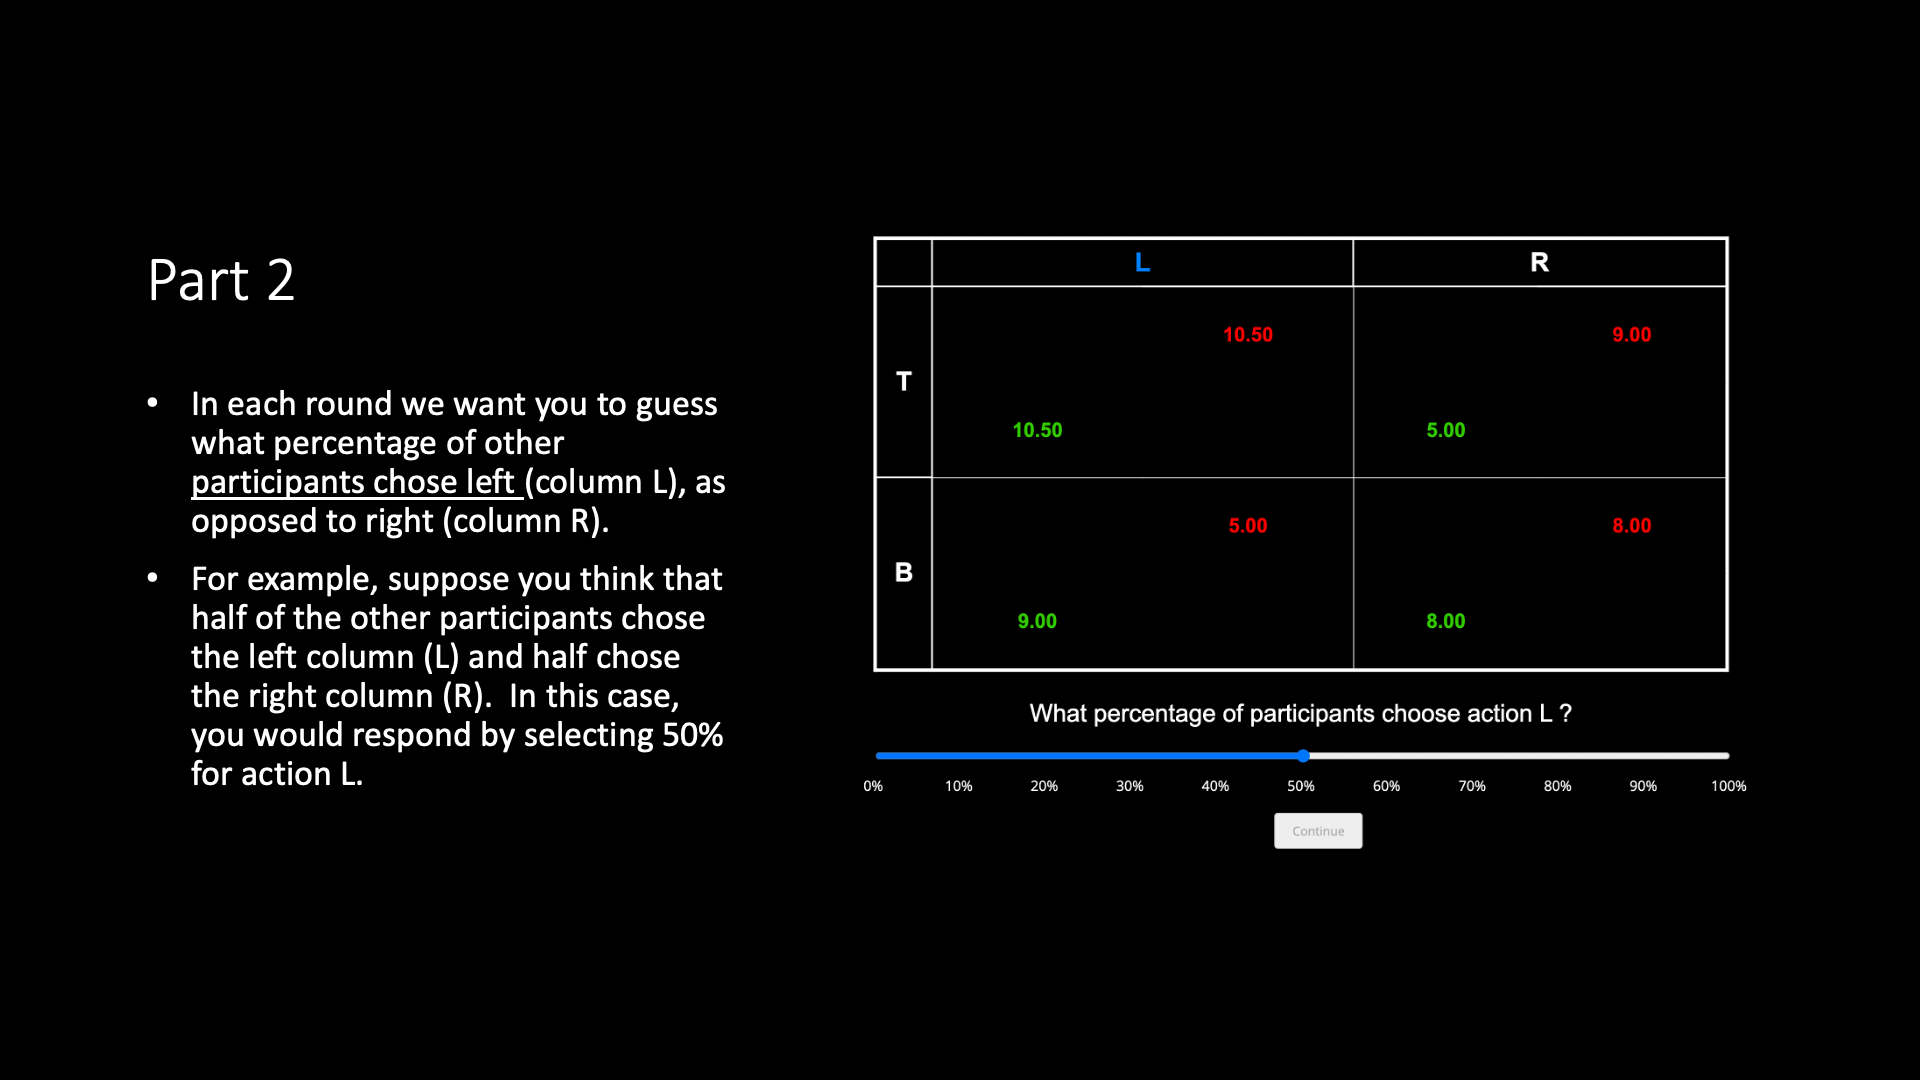 Part 2
• In each round we want you to guess
what percentage of other
participants chose left (column L), as
opposed to right (column R).
• For example, suppose you think that
half of the other participants chose
the left column (L) and half chose
the right column (R).  In this case,
you would respond by selecting 50%
for action L.
L R
T
10.50 9.00
10.50 5.00
B
5.00 8.00
9.00 8.00
What percentage of participants choose action L ?
0% 10% 20% 30% 40% 50% 60% 70% 80% 90% 100%
Continue